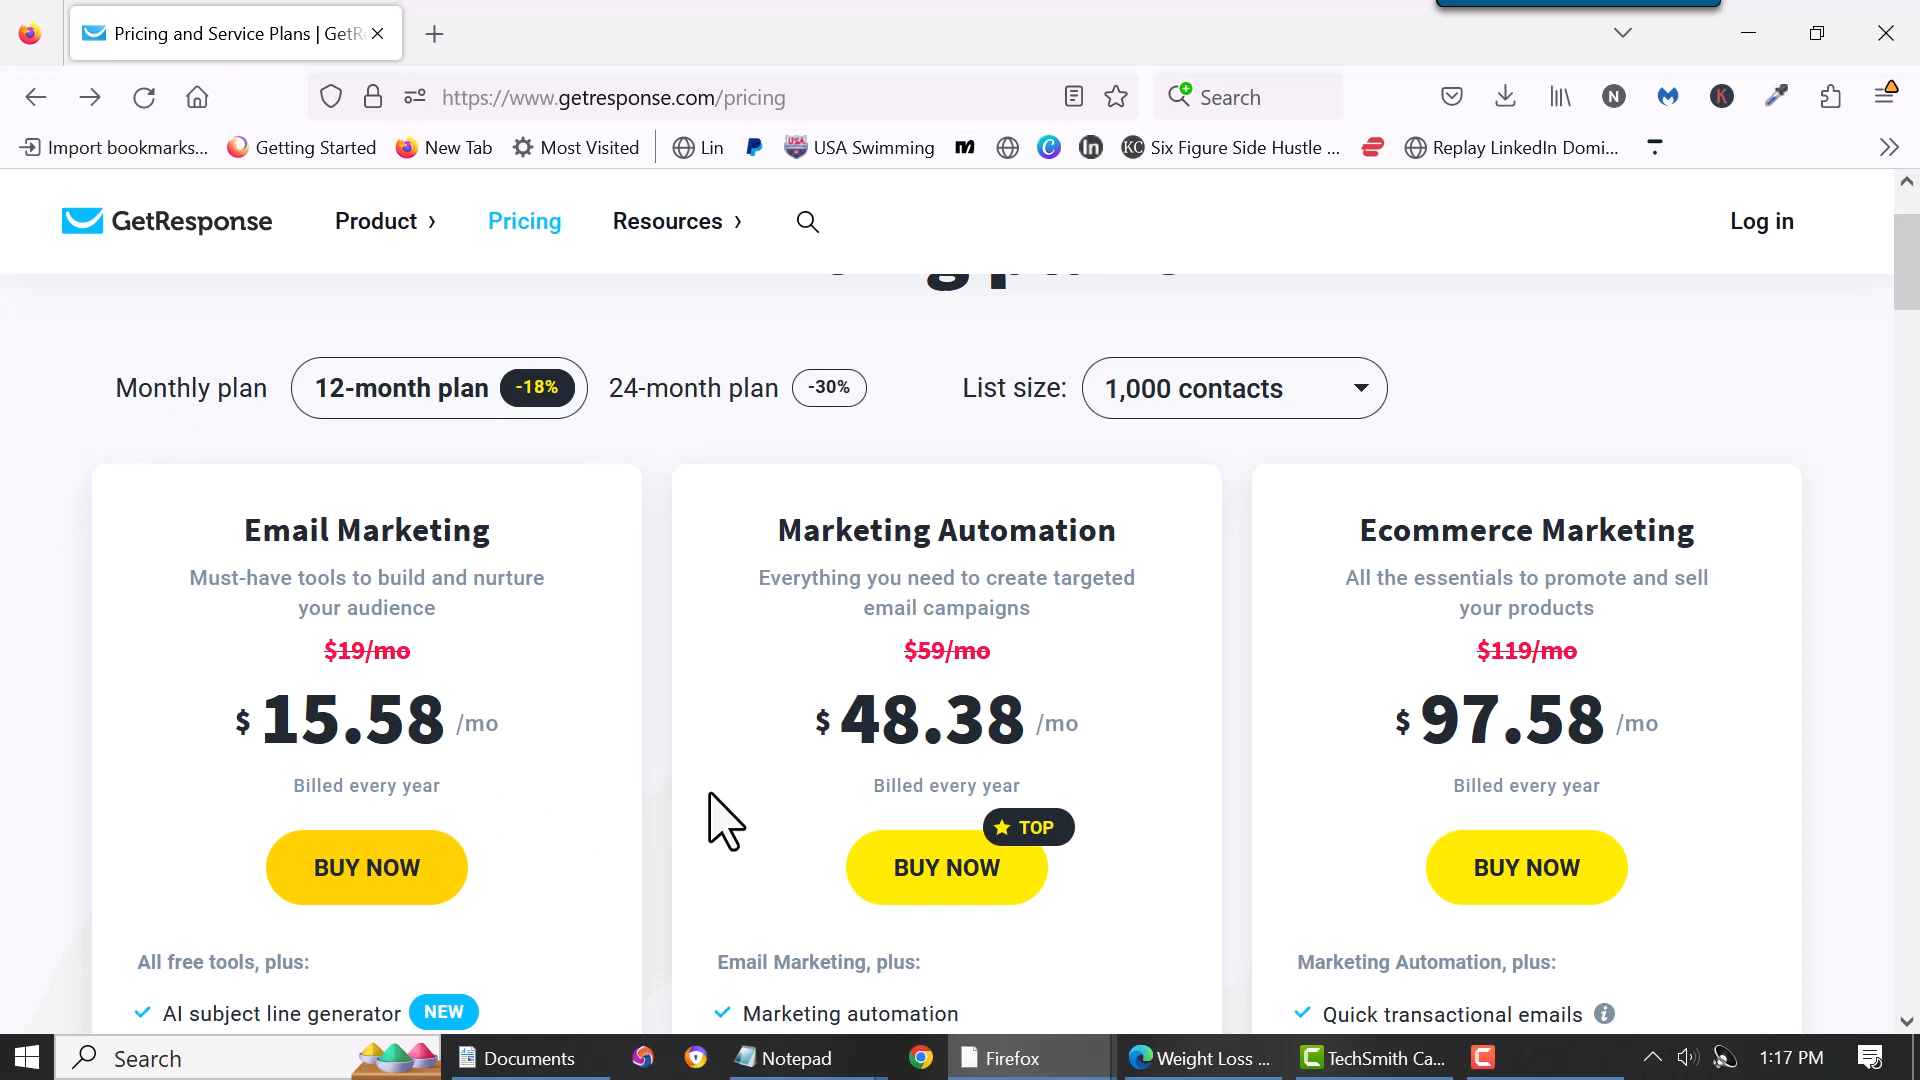 Pricing and Service Plans | GetR
https://www.getresponse.com/pricing
Search
N
K
Import bookmarks...
Getting Started
New Tab
Most Visited
Lin
USA Swimming
KC Six Figure Side Hustle ...
Replay LinkedIn Domi...
GetResponse
Product ›
Pricing
Resources ›
Log in
Monthly plan
12-month plan -18%
24-month plan -30%
List size:
1,000 contacts
Email Marketing
Must-have tools to build and nurture
your audience
$19/mo
$ 15.58 /mo
Billed every year
BUY NOW
All free tools, plus:
AI subject line generator NEW
Marketing Automation
Everything you need to create targeted
email campaigns
$59/mo
$ 48.38 /mo
Billed every year
TOP
BUY NOW
Email Marketing, plus:
Marketing automation
Ecommerce Marketing
All the essentials to promote and sell
your products
$119/mo
$ 97.58 /mo
Billed every year
BUY NOW
Marketing Automation, plus:
Quick transactional emails i
Search
Documents
Notepad
Firefox
Weight Loss ...
TechSmith Ca...
1:17 PM